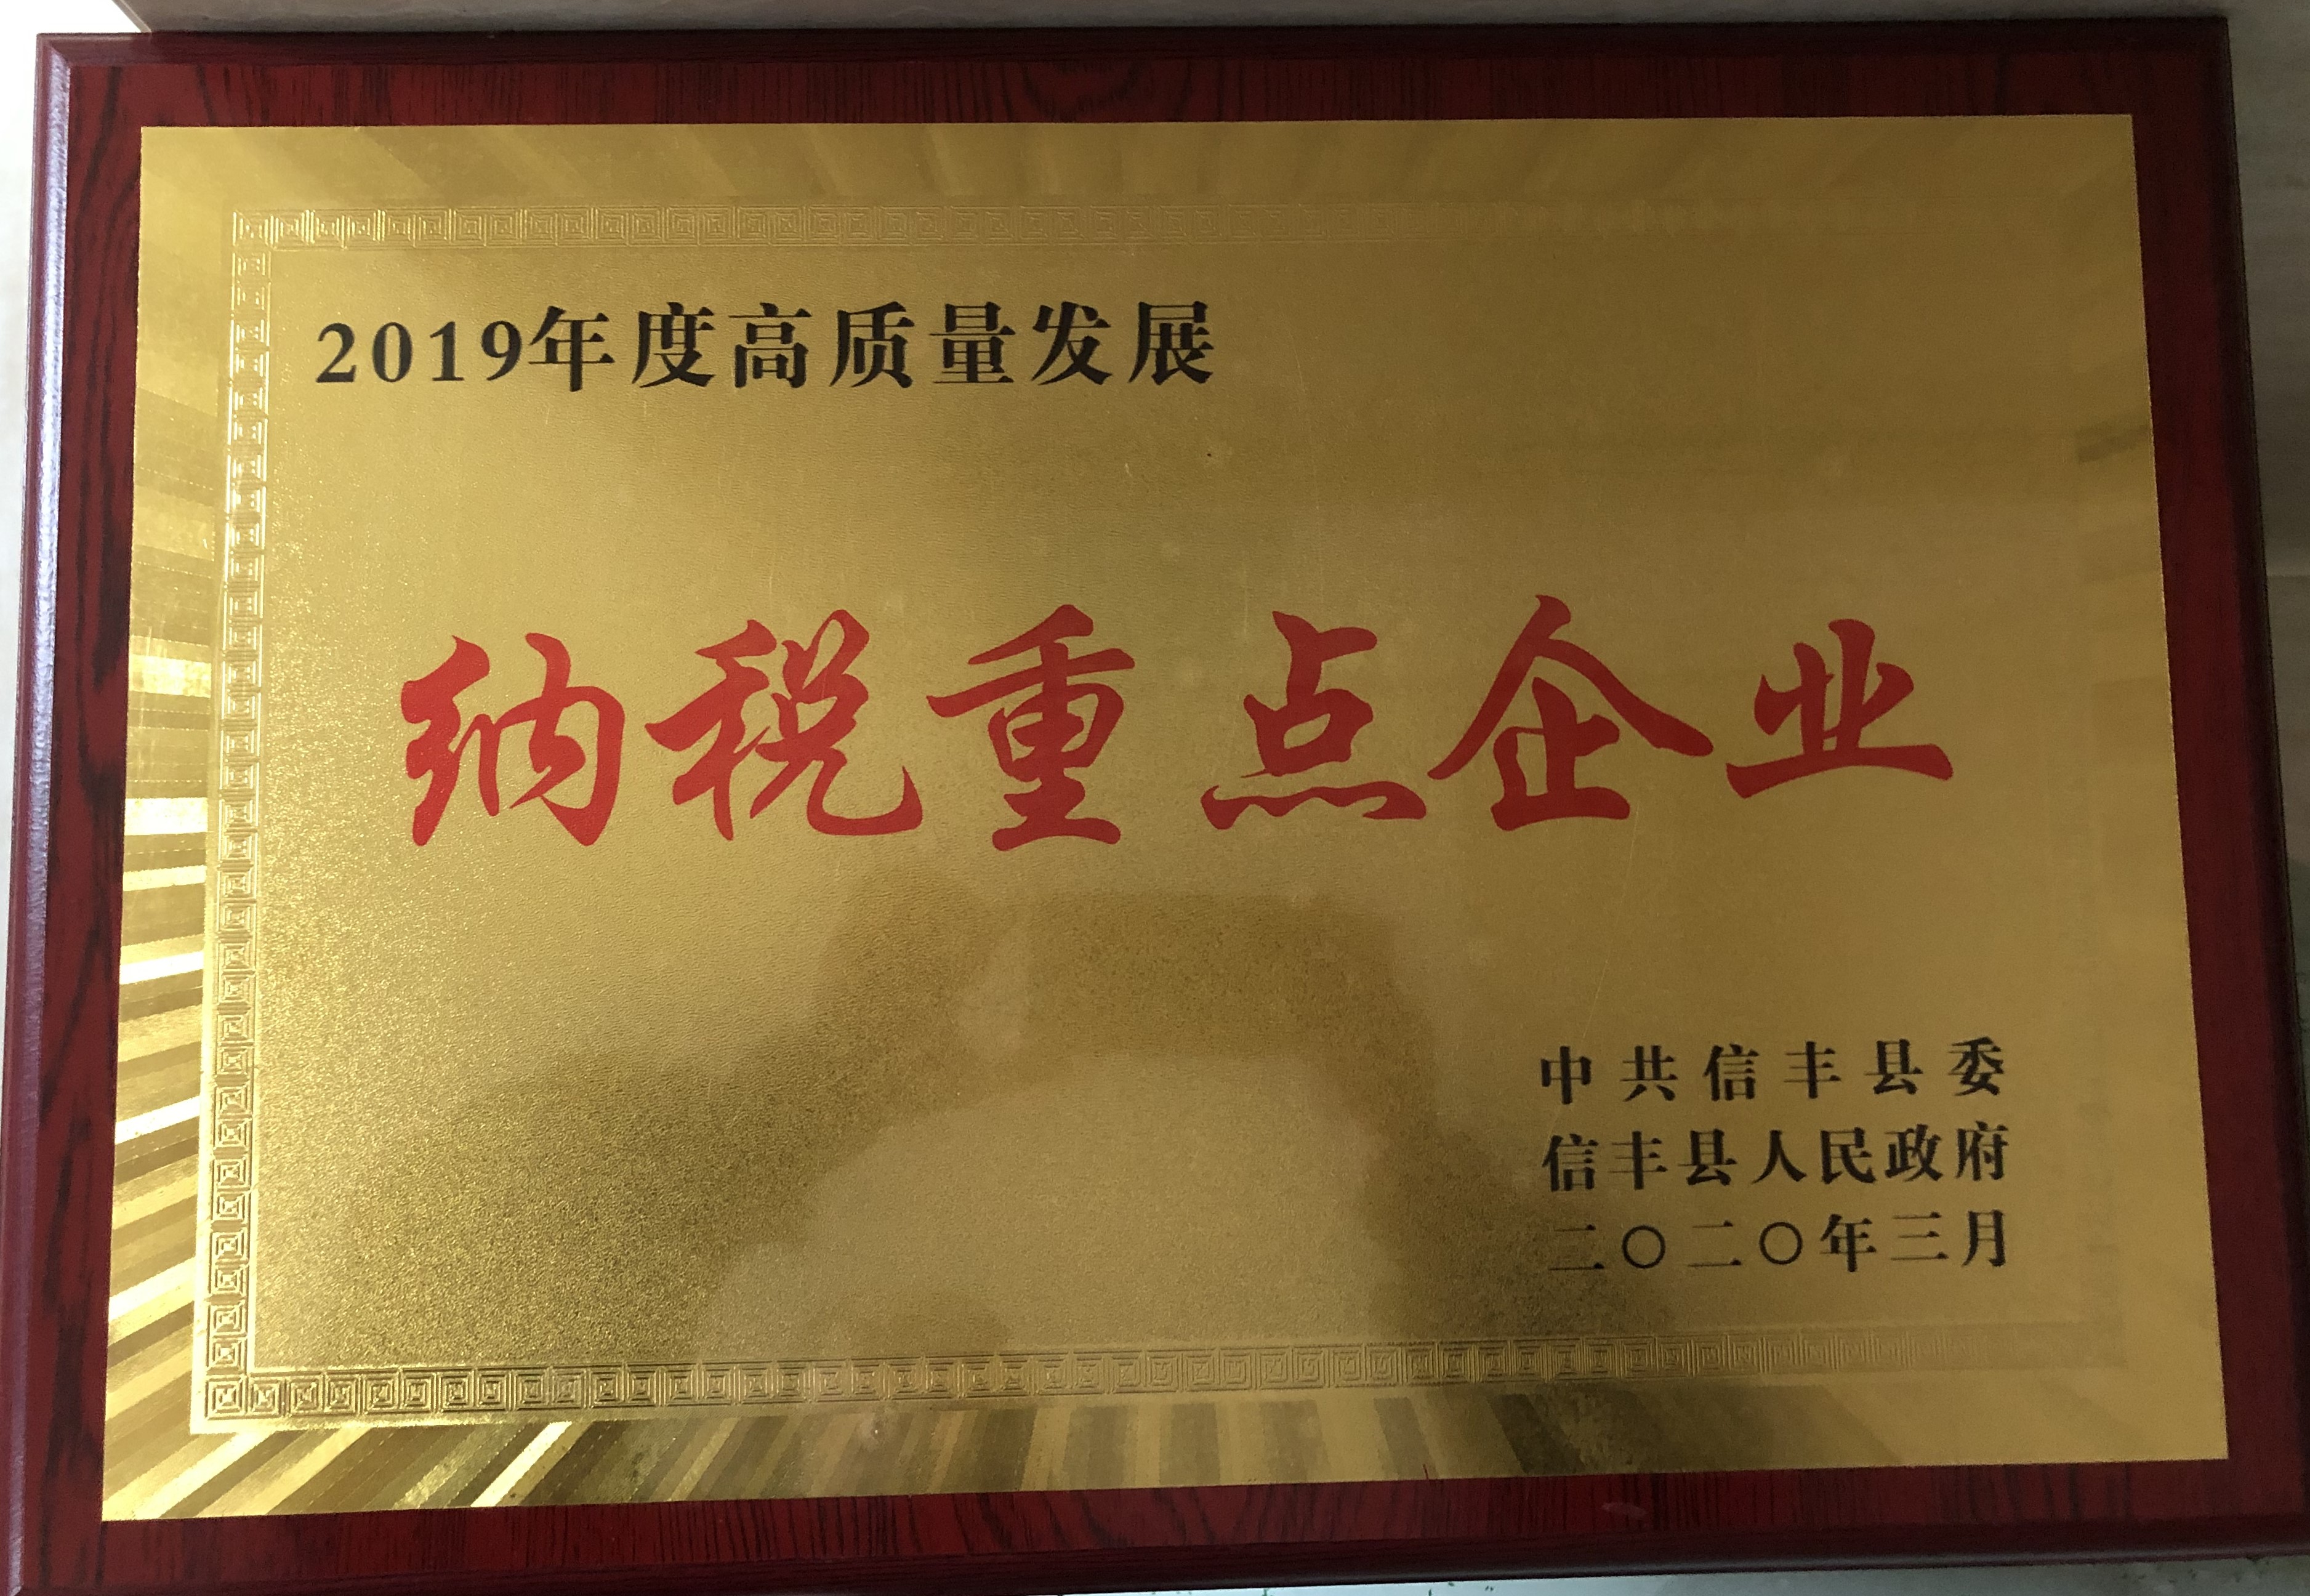 2019年度高质量发展
纳税重点企业
中共信丰县委
信丰县人民政府
二〇二〇年三月